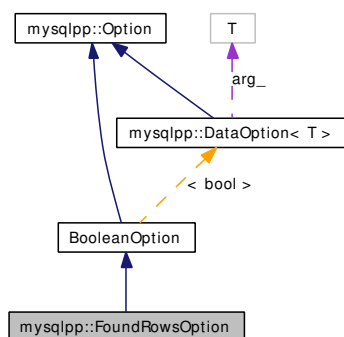 mysqlpp::Option
T
arg_
mysqlpp::DataOption< T >
< bool >
BooleanOption
mysqlpp::FoundRowsOption